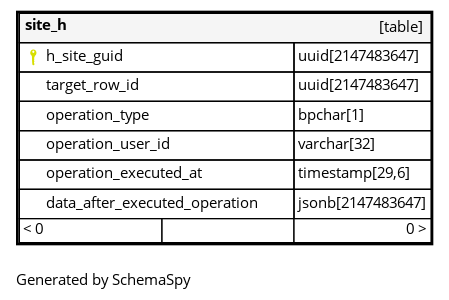 site_h [table]
h_site_guid uuid[2147483647]
target_row_id uuid[2147483647]
operation_type bpchar[1]
operation_user_id varchar[32]
operation_executed_at timestamp[29,6]
data_after_executed_operation jsonb[2147483647]
< 0 0 >
Generated by SchemaSpy